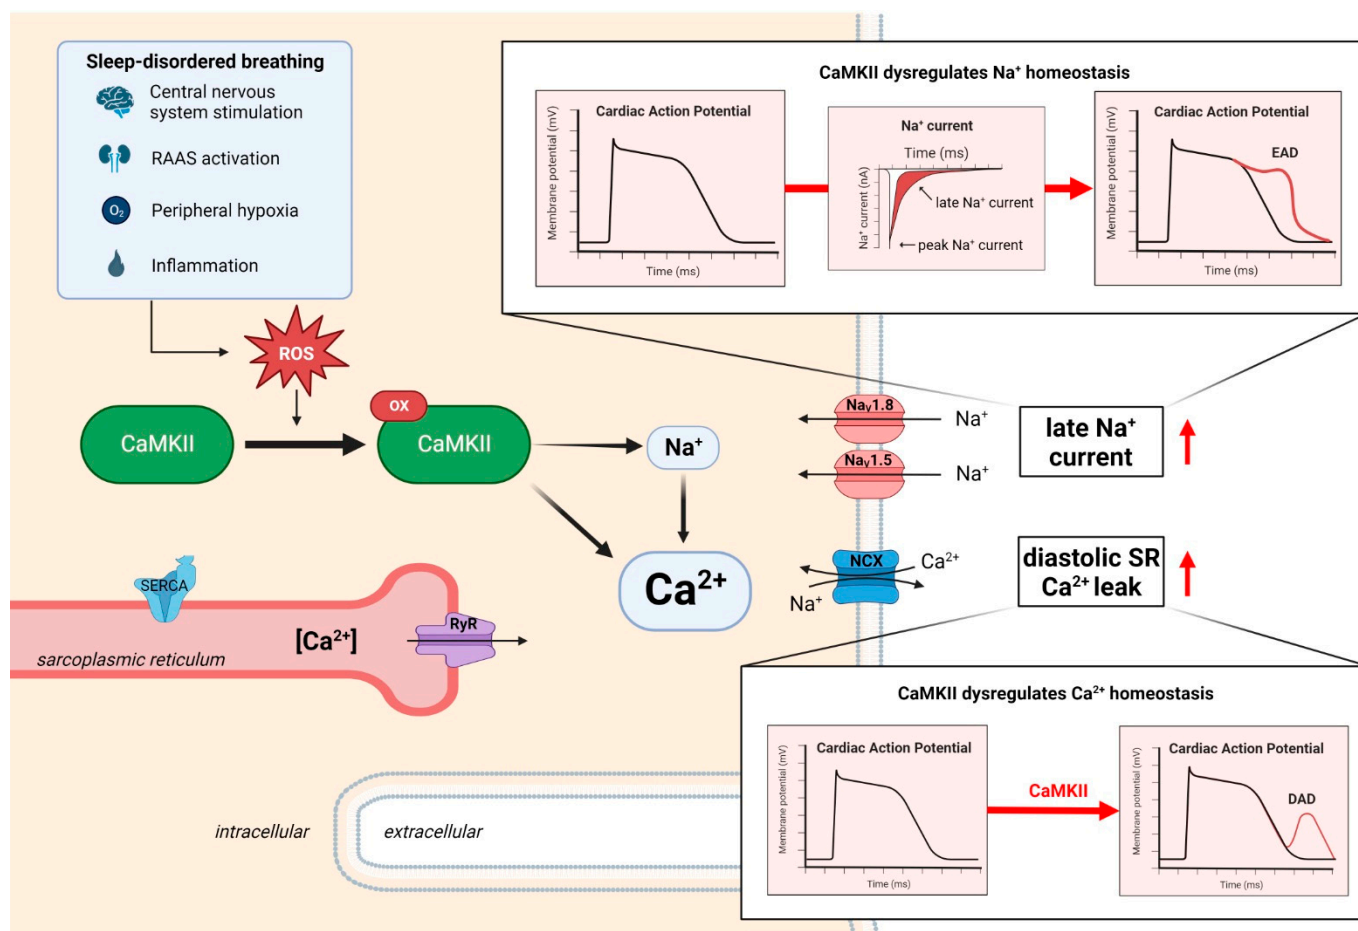 Sleep-disordered breathing
Central nervous
system stimulation
RAAS activation
O₂
Peripheral hypoxia
Inflammation
ROS
CaMKII
OX
CaMKII
Na⁺
Ca²⁺
SERCA
[Ca²⁺]
RyR
sarcoplasmic reticulum
intracellular
extracellular
CaMKII dysregulates Na⁺ homeostasis
Cardiac Action Potential
Membrane potential (mV)
Time (ms)
Na⁺ current
Time (ms)
Na⁺ current (nA)
late Na⁺ current
peak Na⁺ current
Cardiac Action Potential
Membrane potential (mV)
EAD
Time (ms)
Naᵥ1.8
Na⁺
Naᵥ1.5
Na⁺
late Na⁺
current
NCX
Ca²⁺
Na⁺
diastolic SR
Ca²⁺ leak
CaMKII dysregulates Ca²⁺ homeostasis
Cardiac Action Potential
Membrane potential (mV)
Time (ms)
CaMKII
Cardiac Action Potential
Membrane potential (mV)
DAD
Time (ms)